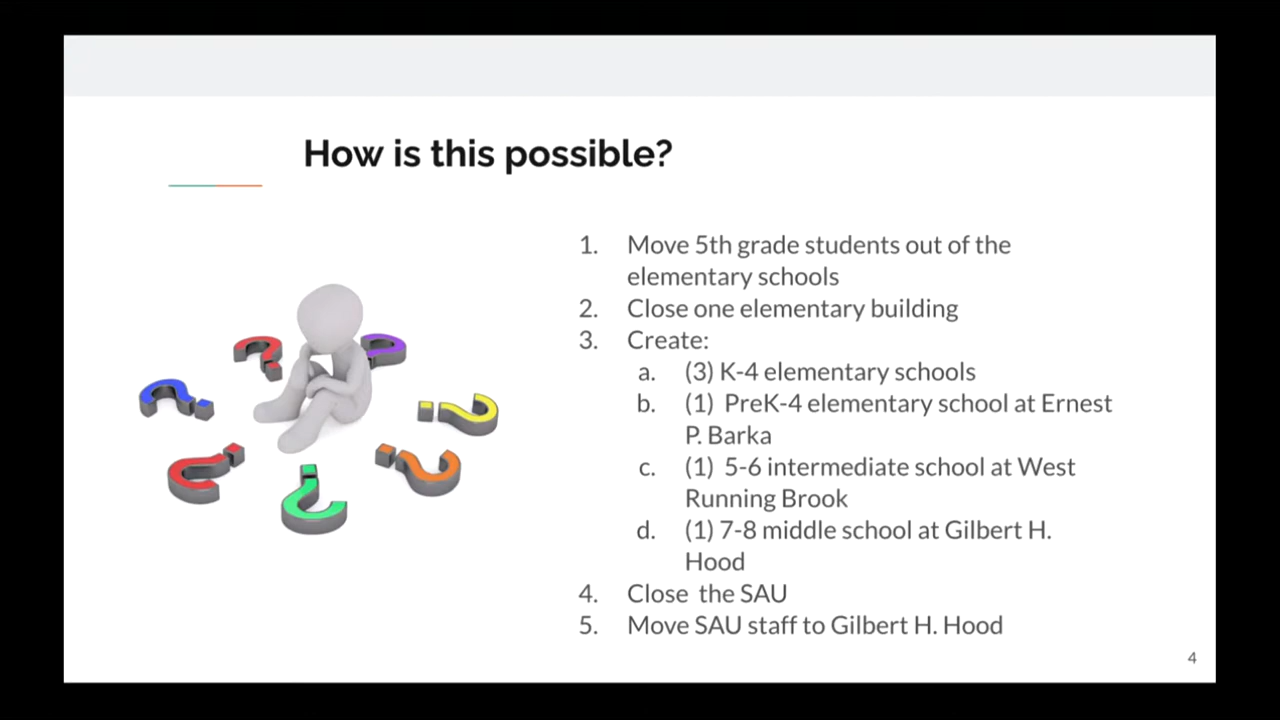 How is this possible?
1. Move 5th grade students out of the
elementary schools
2. Close one elementary building
3. Create:
a. (3) K-4 elementary schools
b. (1) PreK-4 elementary school at Ernest
P. Barka
c. (1) 5-6 intermediate school at West
Running Brook
d. (1) 7-8 middle school at Gilbert H.
Hood
4. Close the SAU
5. Move SAU staff to Gilbert H. Hood
4